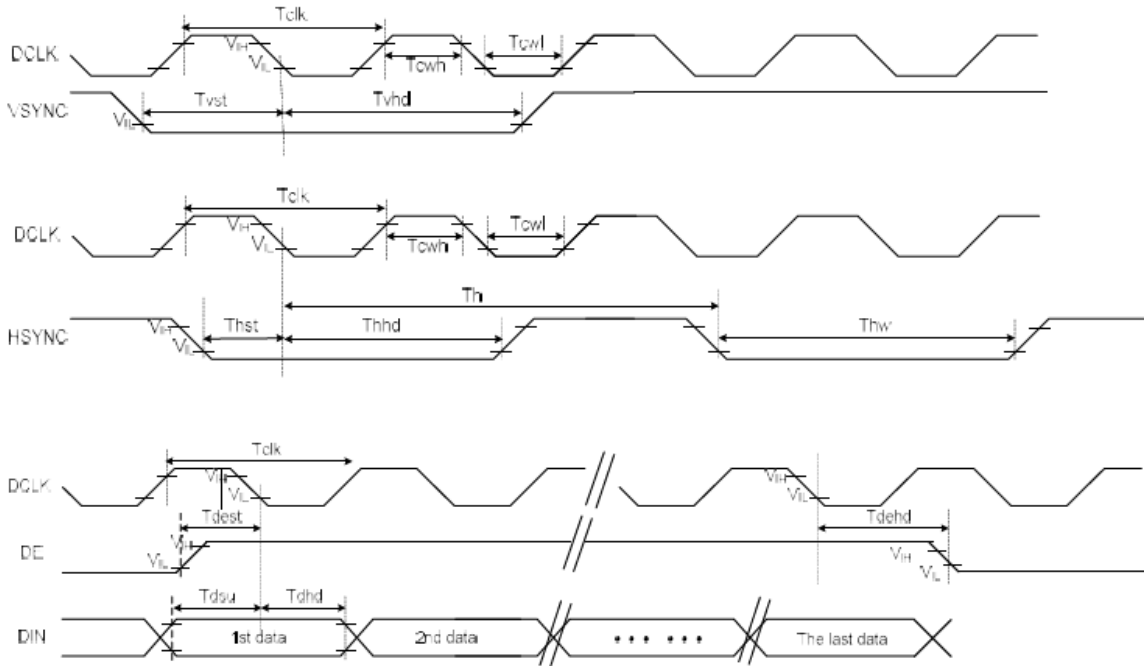 Tclk
DCLK VIH VIL Tcwh Tcwl
VSYNC VIL Tvst Tvhd
Tclk
DCLK VIH VIL Tcwh Tcwl
Th
HSYNC VIH VIL Thst Thhd Thw
Tclk
DCLK VIH VIL VIH VIL
Tdest Tdehd
DE VIH VIL VIH VIL
Tdsu Tdhd
DIN 1st data 2nd data • • • • • • The last data